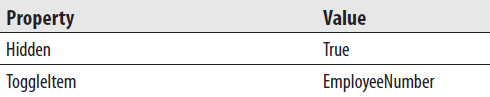 Property Value
Hidden True
ToggleItem EmployeeNumber